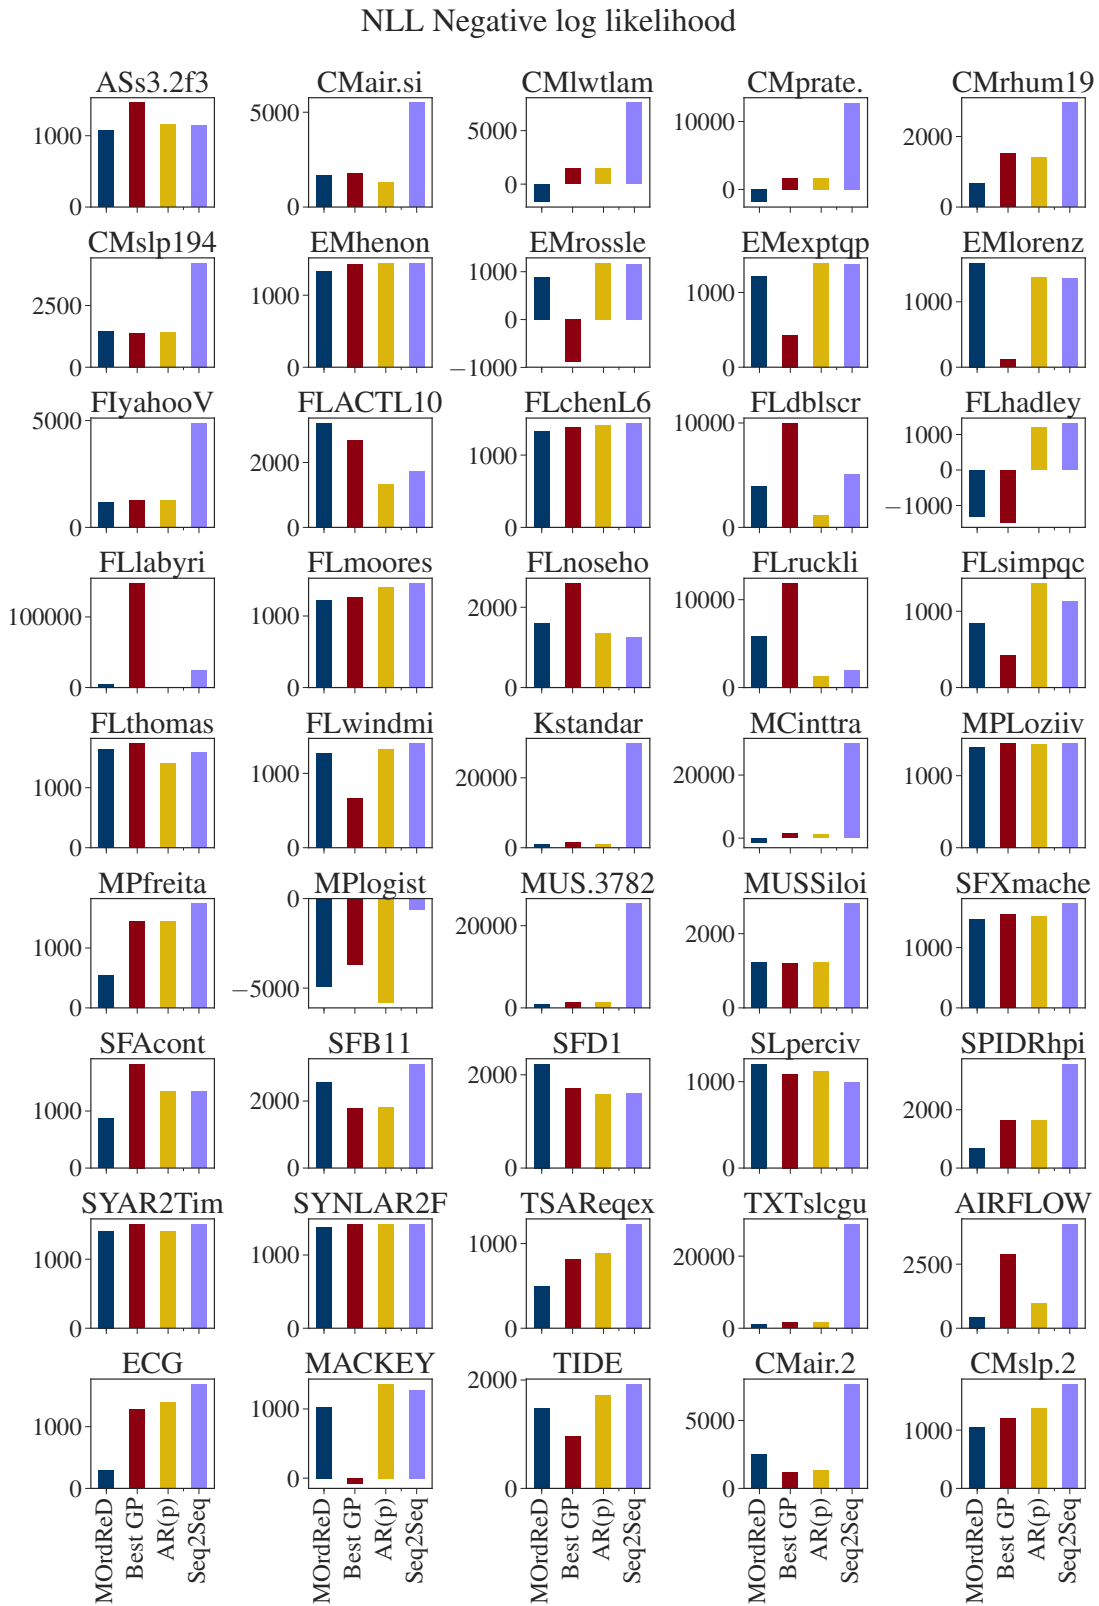 NLL Negative log likelihood
ASs3.2f3 CMair.si CMlwtlam CMprate. CMrhum19
1000 0 5000 0 5000 0 10000 0 2000 0
CMslp194 EMhenon EMrossle EMexptqp EMlorenz
2500 0 1000 0 1000 0 −1000 1000 0 1000 0
FIyahooV FLACTL10 FLchenL6 FLdblscr FLhadley
5000 0 2000 0 1000 0 10000 0 1000 0 −1000
FLlabyri FLmoores FLnoseho FLruckli FLsimpqc
100000 0 1000 0 2000 0 10000 0 1000 0
FLthomas FLwindmi Kstandar MCinttra MPLoziiv
1000 0 1000 0 20000 0 20000 0 1000 0
MPfreita MPlogist MUS.3782 MUSSiloi SFXmache
1000 0 0 −5000 20000 0 2000 0 1000 0
SFAcont SFB11 SFD1 SLperciv SPIDRhpi
1000 0 2000 0 2000 0 1000 0 2000 0
SYAR2Tim SYNLAR2F TSAReqex TXTslcgu AIRFLOW
1000 0 1000 0 1000 0 20000 0 2500 0
ECG MACKEY TIDE CMair.2 CMslp.2
1000 0 1000 0 2000 0 5000 0 1000 0
MOrdReD Best GP AR(p) Seq2Seq MOrdReD Best GP AR(p) Seq2Seq MOrdReD Best GP AR(p) Seq2Seq MOrdReD Best GP AR(p) Seq2Seq MOrdReD Best GP AR(p) Seq2Seq